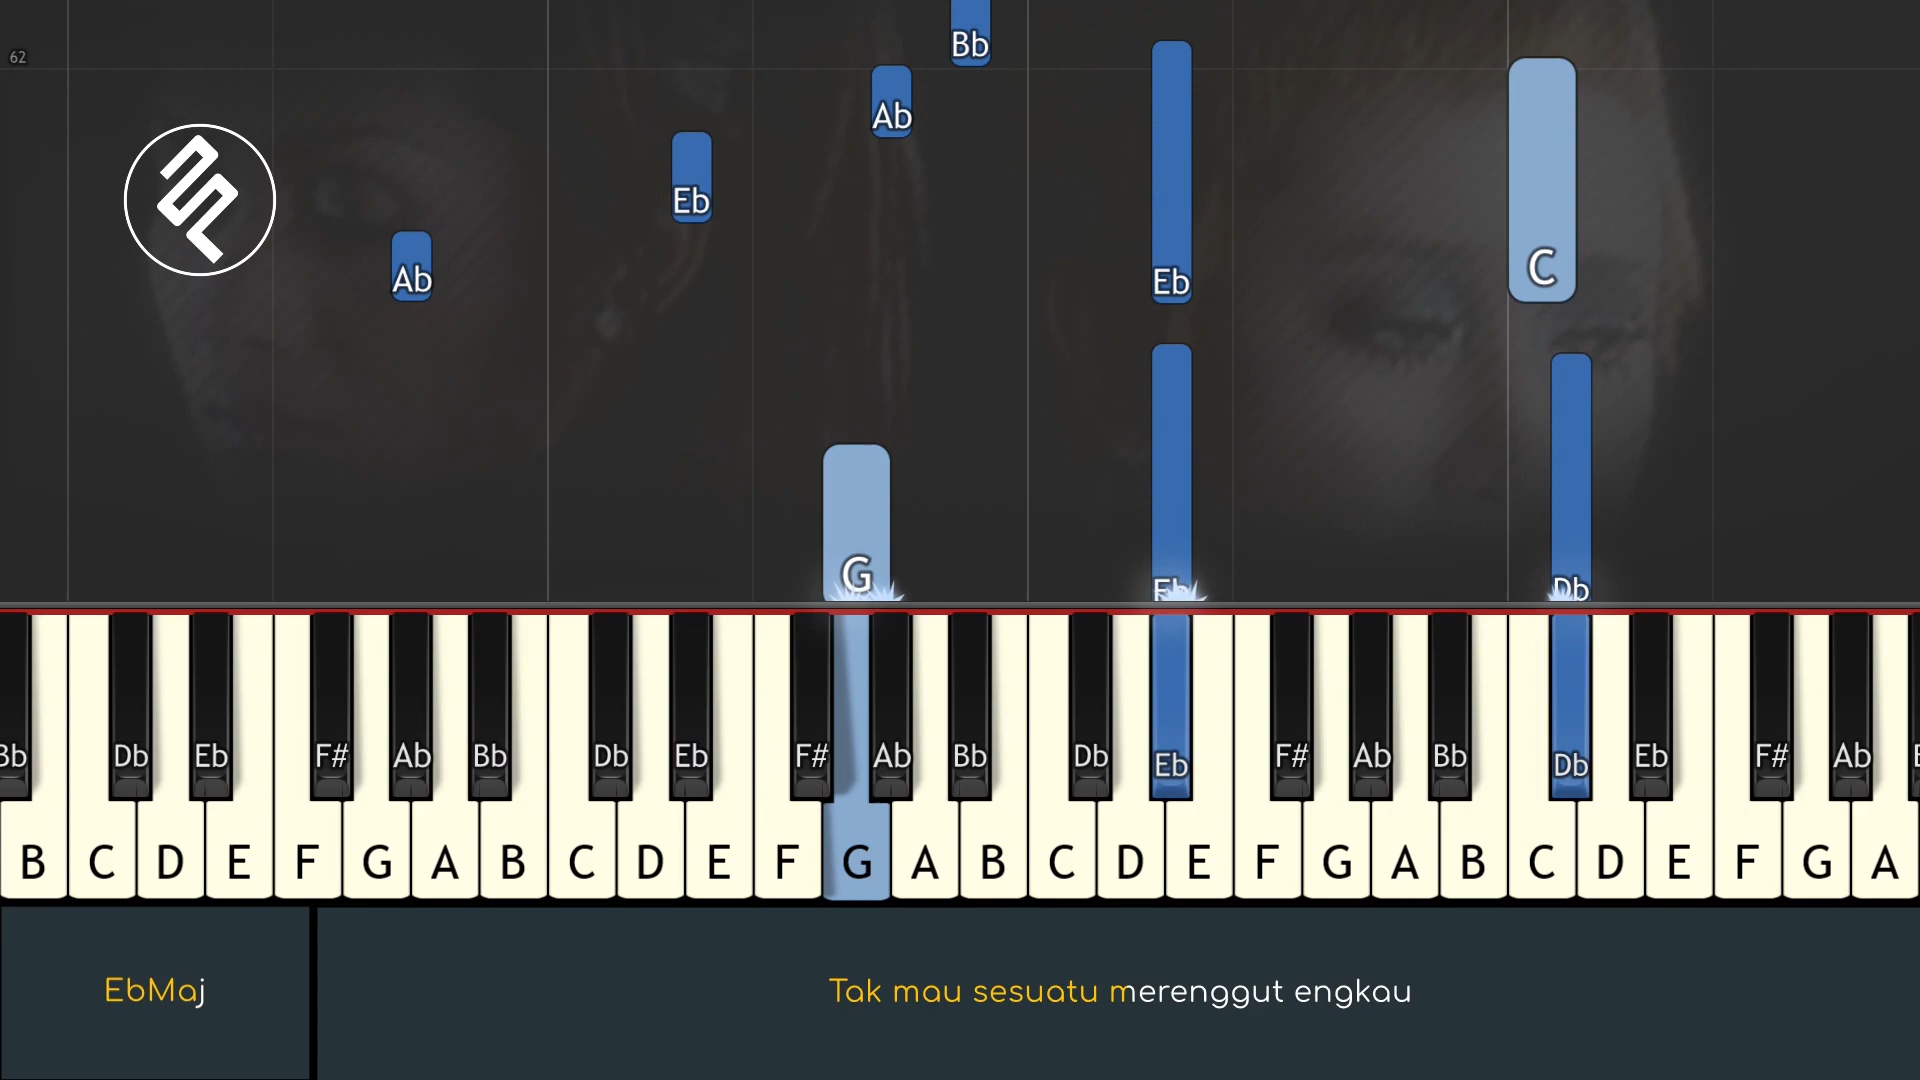 Bb
62
Ab
Eb
Ab
Eb
C
G
Eb
Db
Bb Db Eb F# Ab Bb Db Eb F# Ab Bb Db Eb F# Ab Bb Db Eb F# Ab
B C D E F G A B C D E F G A B C D E F G A B C D E F G A
EbMaj
Tak mau sesuatu merenggut engkau